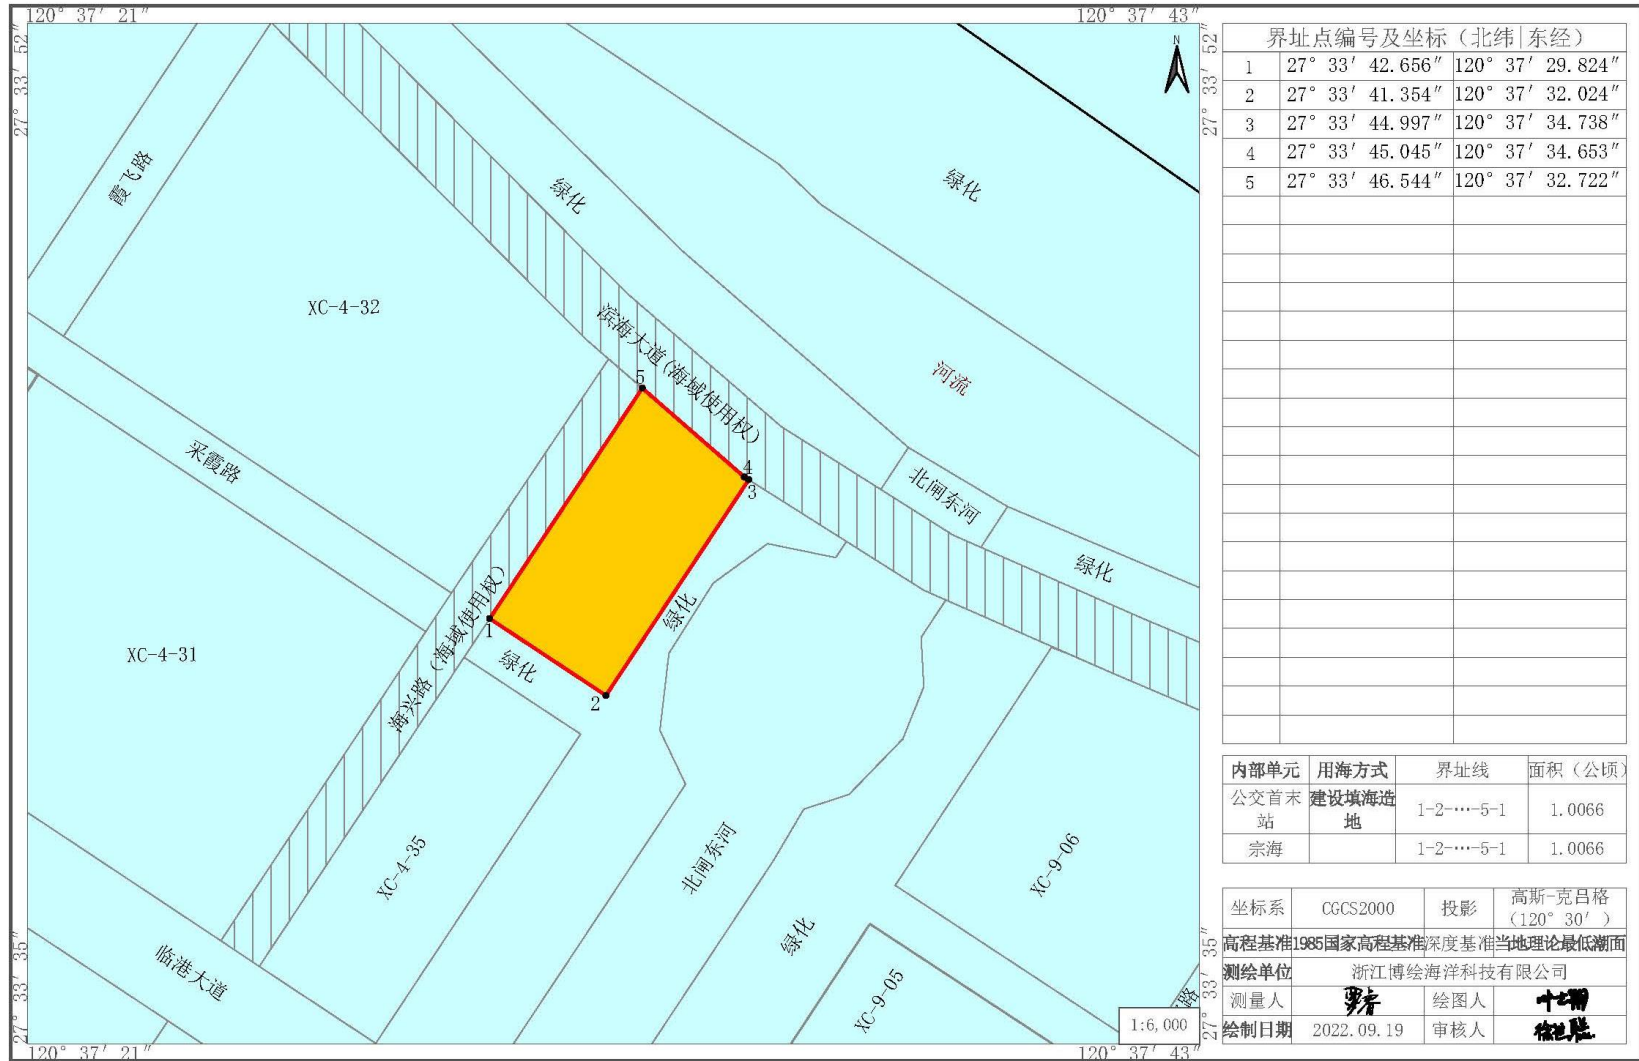 120° 37′ 21″
120° 37′ 43″
27° 33′ 52″
27° 33′ 52″
N
霞飞路
绿化
绿化
XC-4-32
滨海大道(海域使用权)
河流
5
采霞路
4
3
北闸东河
绿化
绿化
1
XC-4-31
海兴路(海域使用权)
绿化
2
XC-4-35
北闸东河
XC-9-06
绿化
临港大道
XC-9-05
路
27° 33′ 35″
27° 33′ 35″
1:6,000
120° 37′ 21″
120° 37′ 43″
界址点编号及坐标（北纬|东经）
1 27° 33′ 42.656″ 120° 37′ 29.824″
2 27° 33′ 41.354″ 120° 37′ 32.024″
3 27° 33′ 44.997″ 120° 37′ 34.738″
4 27° 33′ 45.045″ 120° 37′ 34.653″
5 27° 33′ 46.544″ 120° 37′ 32.722″
内部单元 用海方式 界址线 面积（公顷）
公交首末站 建设填海造地 1-2-…-5-1 1.0066
宗海 1-2-…-5-1 1.0066
坐标系 CGCS2000 投影 高斯-克吕格
（120° 30′）
高程基准 1985国家高程基准 深度基准 当地理论最低潮面
测绘单位 浙江博绘海洋科技有限公司
测量人 绘图人
绘制日期 2022.09.19 审核人